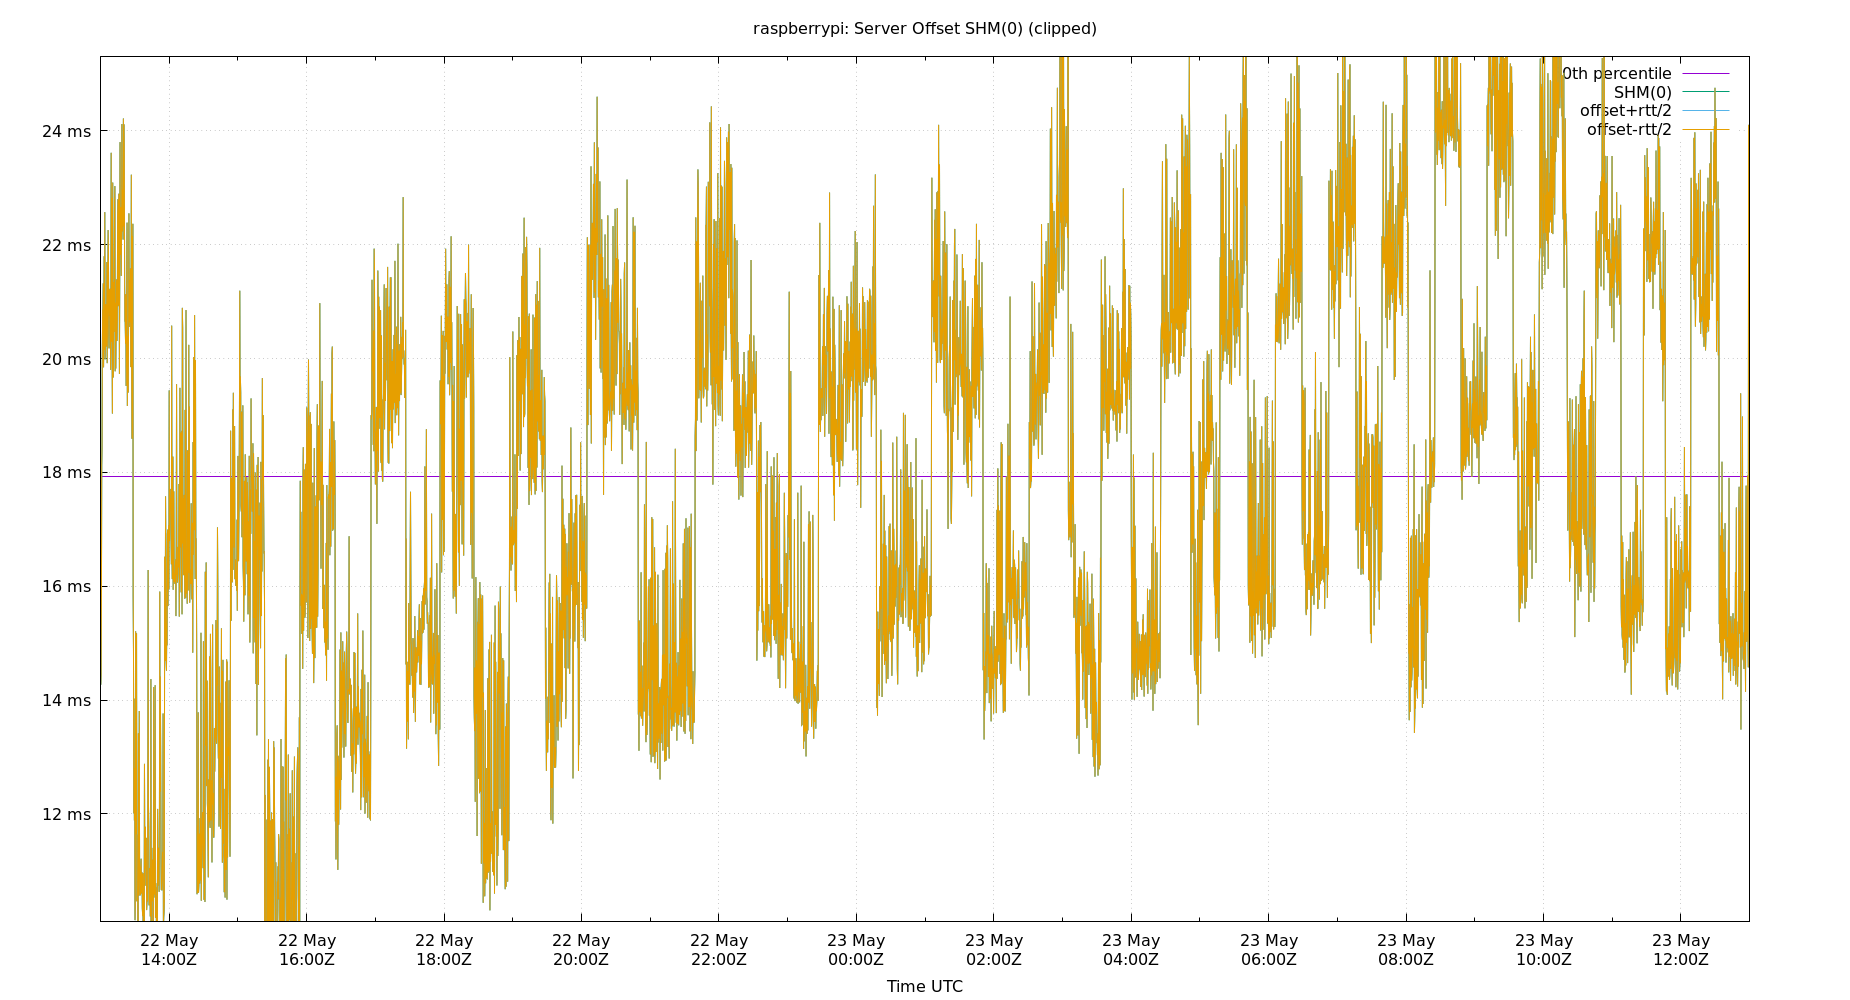 raspberrypi: Server Offset SHM(0) (clipped)
0th percentile
SHM(0)
offset+rtt/2
offset-rtt/2
24 ms
22 ms
20 ms
18 ms
16 ms
14 ms
12 ms
22 May 22 May 22 May 22 May 22 May 23 May 23 May 23 May 23 May 23 May 23 May 23 May
14:00Z 16:00Z 18:00Z 20:00Z 22:00Z 00:00Z 02:00Z 04:00Z 06:00Z 08:00Z 10:00Z 12:00Z
Time UTC